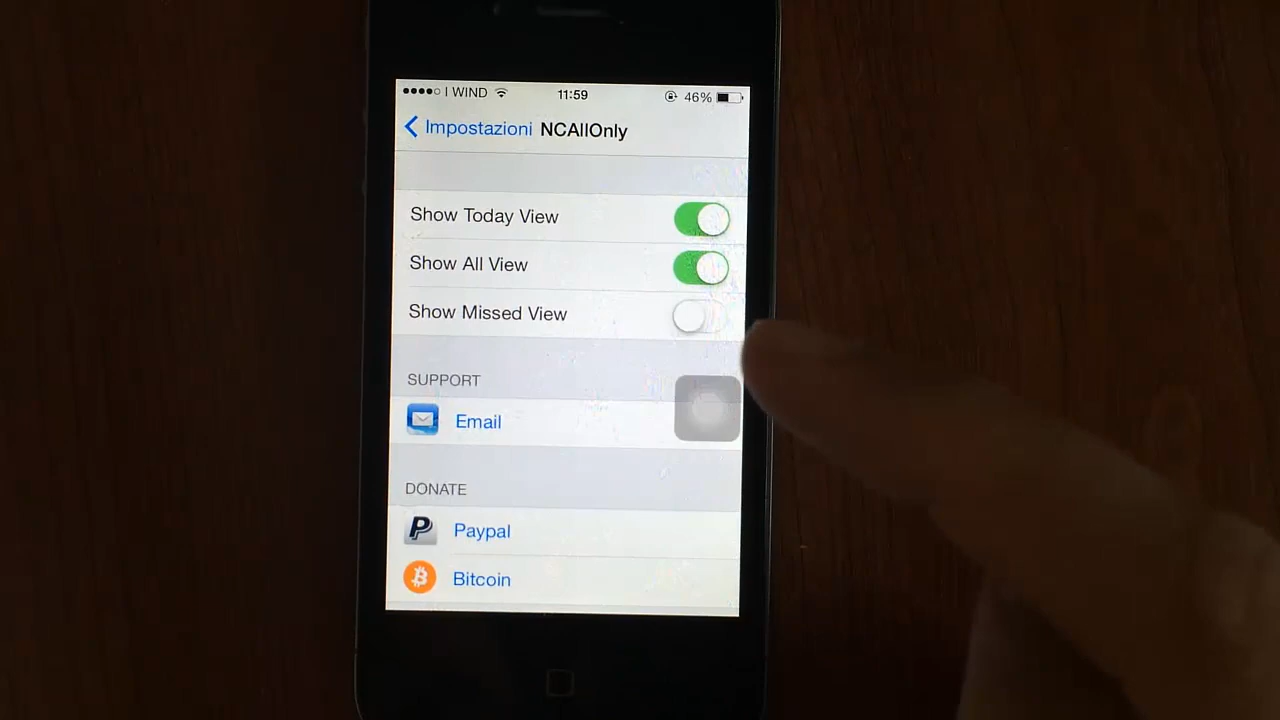 I WIND 11:59 46%
Impostazioni NCAllOnly
Show Today View
Show All View
Show Missed View
SUPPORT
Email
DONATE
Paypal
Bitcoin